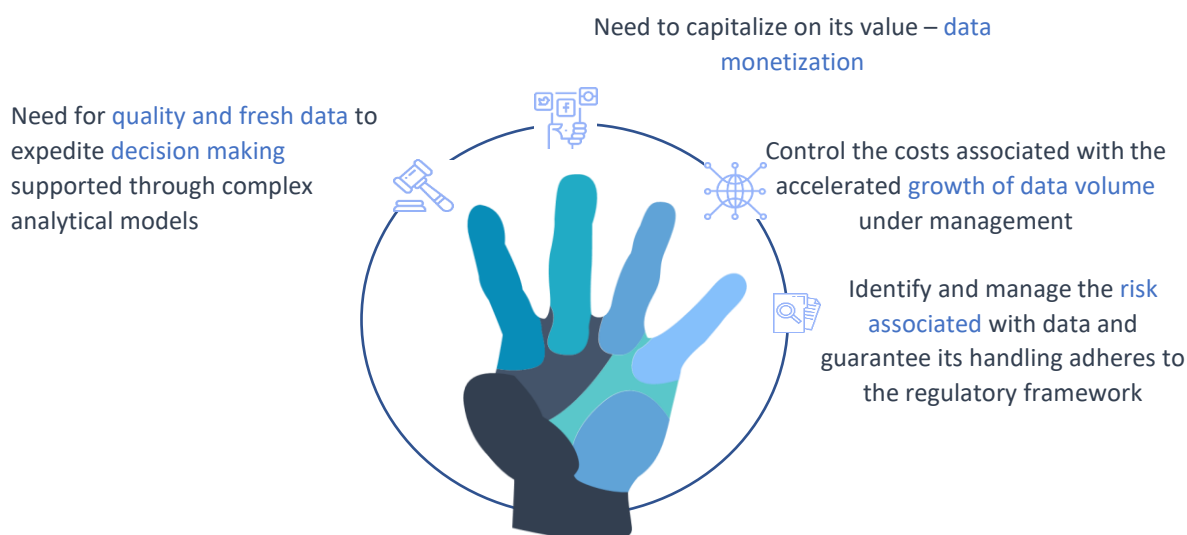 Need to capitalize on its value – data
monetization
Need for quality and fresh data to
expedite decision making
supported through complex
analytical models
Control the costs associated with the
accelerated growth of data volume
under management
Identify and manage the risk
associated with data and
guarantee its handling adheres to
the regulatory framework